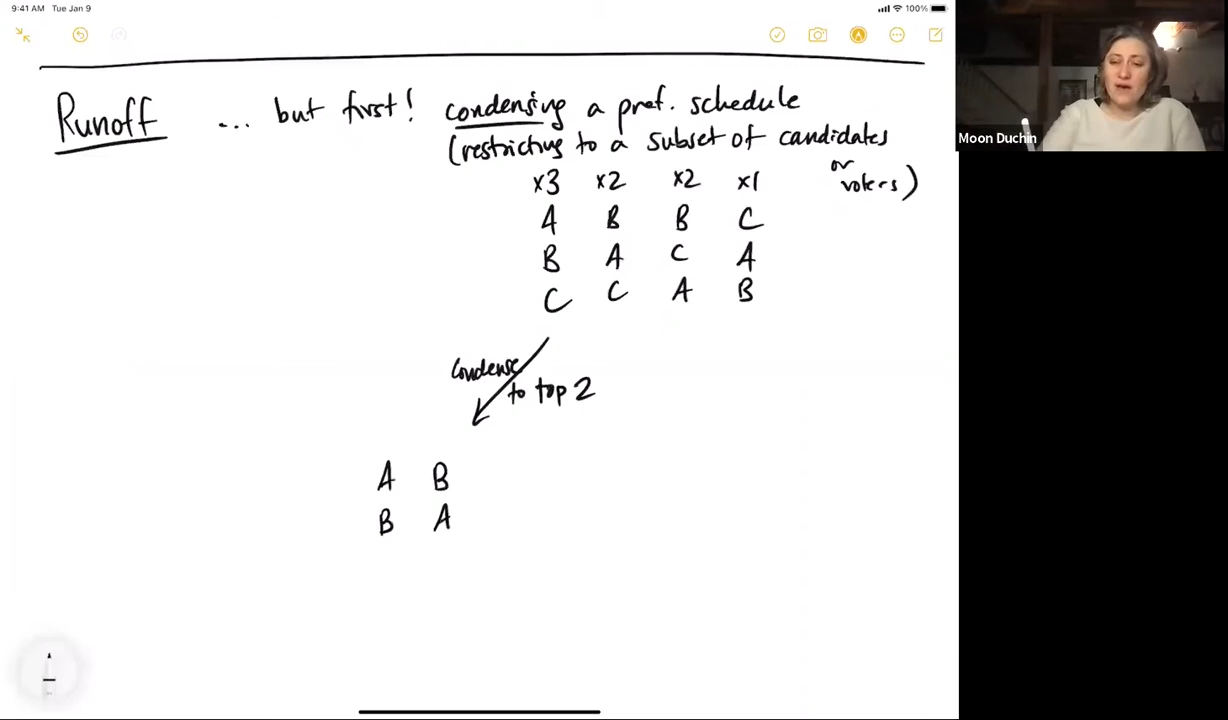 9:41 AM Tue Jan 9
100%
Runoff ... but first! condensing a pref. schedule
(restricting to a subset of candidates
or
voters)
Moon Duchin
x3 x2 x2 x1
A B B C
B A C A
C C A B
Condense
to top 2
A B
B A